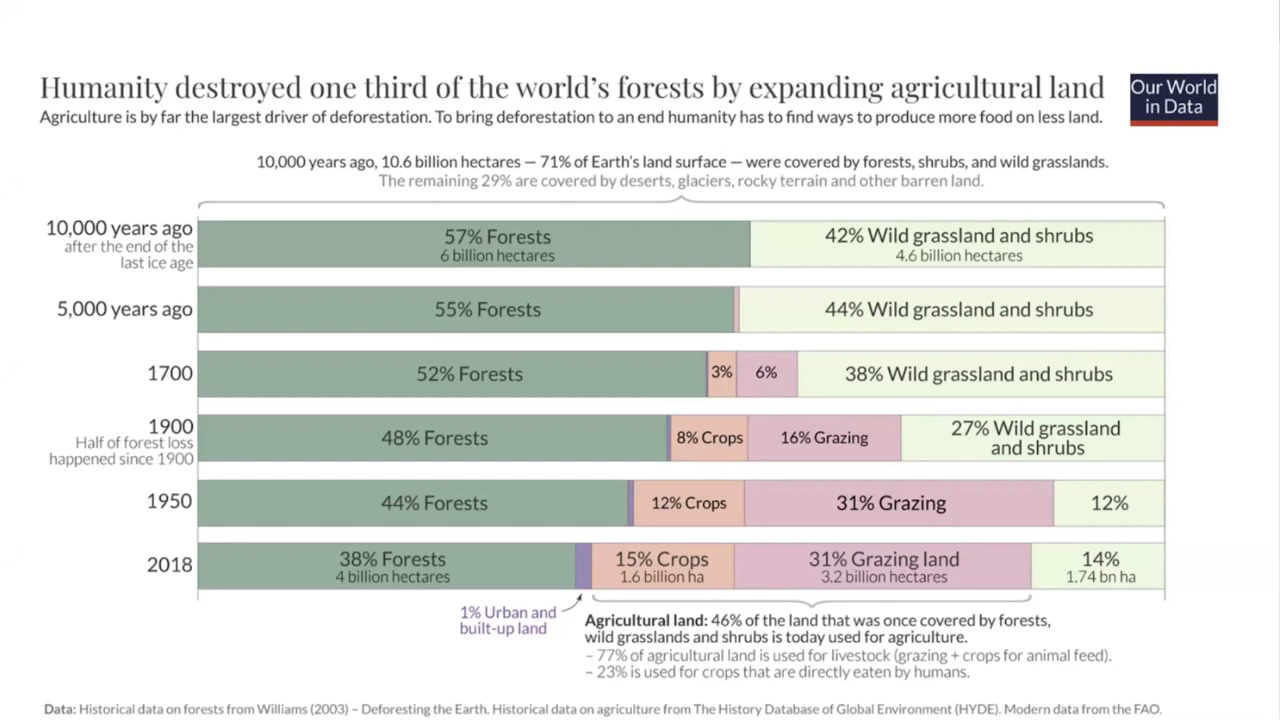 Humanity destroyed one third of the world's forests by expanding agricultural land
Our World
in Data
Agriculture is by far the largest driver of deforestation. To bring deforestation to an end humanity has to find ways to produce more food on less land.
10,000 years ago, 10.6 billion hectares — 71% of Earth's land surface — were covered by forests, shrubs, and wild grasslands.
The remaining 29% are covered by deserts, glaciers, rocky terrain and other barren land.
10,000 years ago
after the end of the
last ice age
57% Forests
6 billion hectares
42% Wild grassland and shrubs
4.6 billion hectares
5,000 years ago
55% Forests
44% Wild grassland and shrubs
1700
52% Forests
3%
6%
38% Wild grassland and shrubs
1900
Half of forest loss
happened since 1900
48% Forests
8% Crops
16% Grazing
27% Wild grassland
and shrubs
1950
44% Forests
12% Crops
31% Grazing
12%
2018
38% Forests
4 billion hectares
15% Crops
1.6 billion ha
31% Grazing land
3.2 billion hectares
14%
1.74 bn ha
1% Urban and
built-up land
Agricultural land: 46% of the land that was once covered by forests,
wild grasslands and shrubs is today used for agriculture.
– 77% of agricultural land is used for livestock (grazing + crops for animal feed).
– 23% is used for crops that are directly eaten by humans.
Data: Historical data on forests from Williams (2003) – Deforesting the Earth. Historical data on agriculture from The History Database of Global Environment (HYDE). Modern data from the FAO.